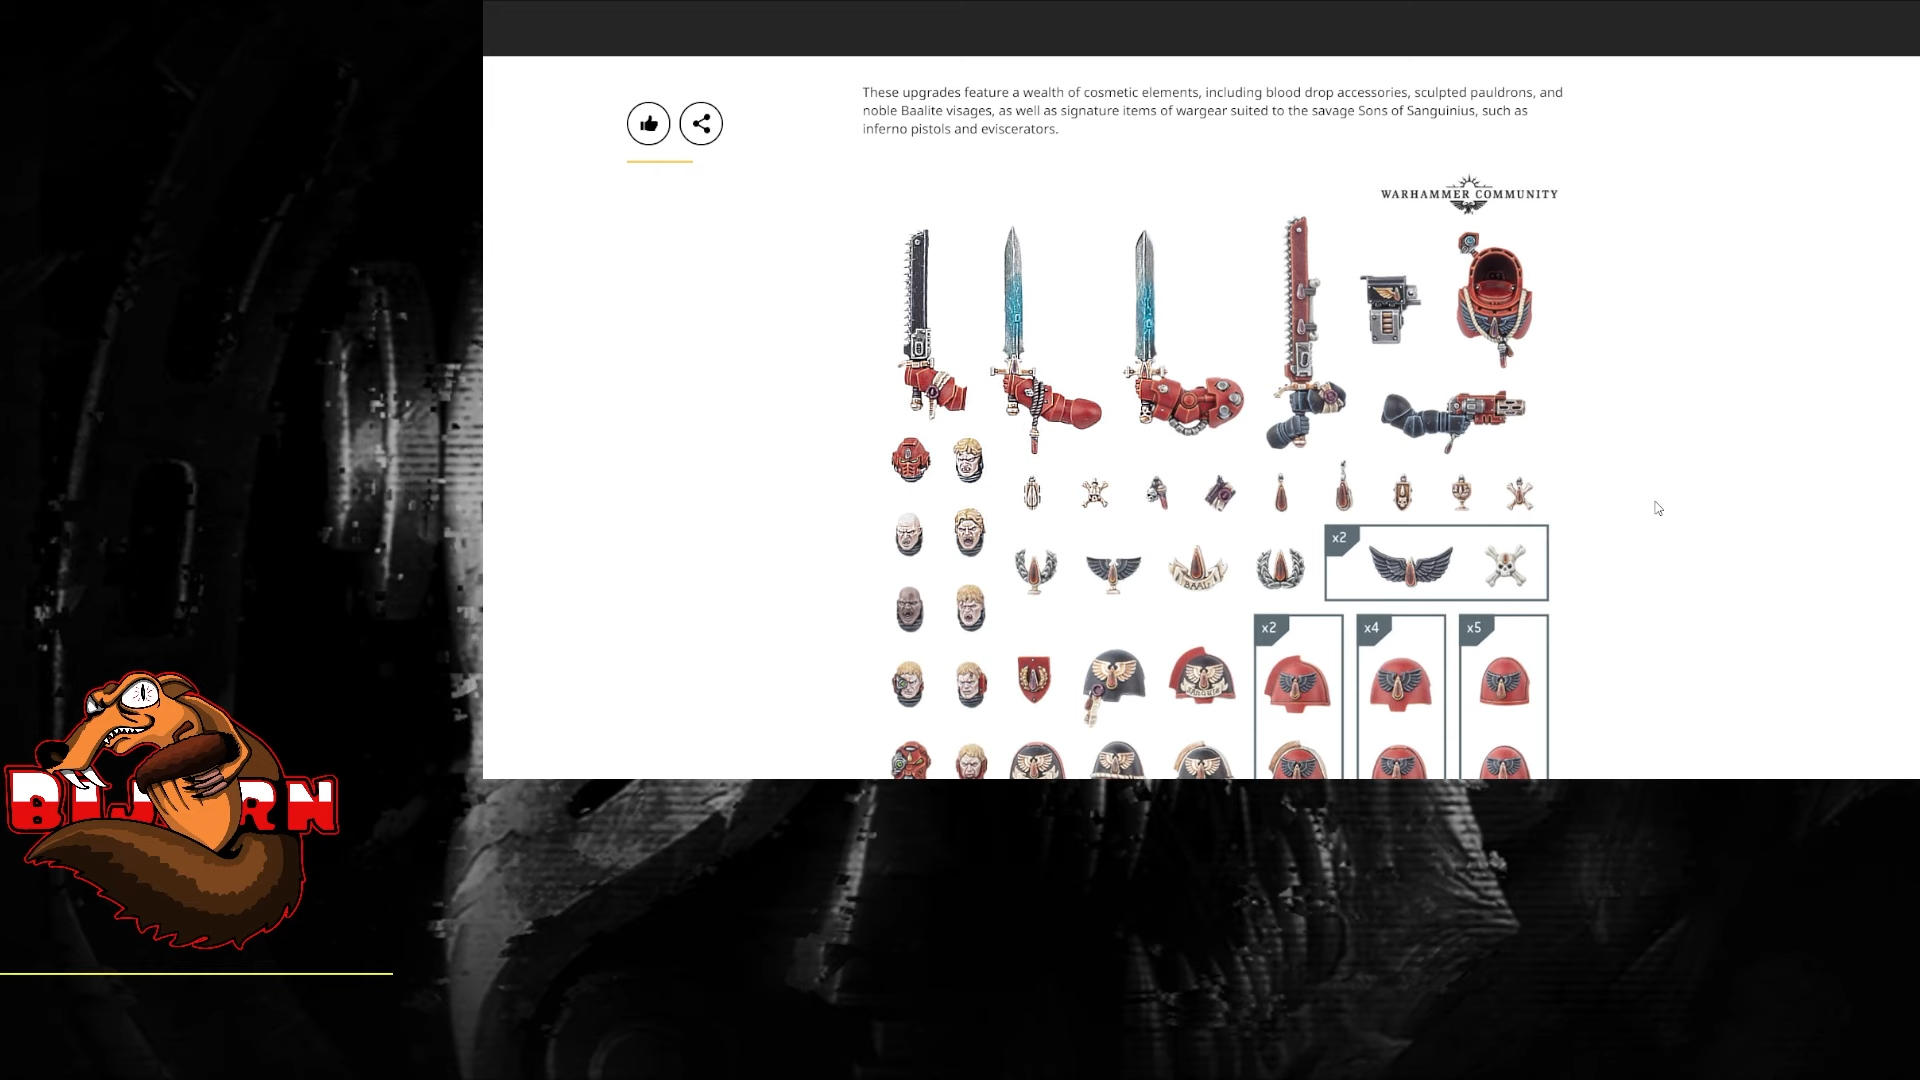 These upgrades feature a wealth of cosmetic elements, including blood drop accessories, sculpted pauldrons, and
noble Baalite visages, as well as signature items of wargear suited to the savage Sons of Sanguinius, such as
inferno pistols and eviscerators.
WARHAMMER COMMUNITY
x2
BAAL
x2
x4
x5